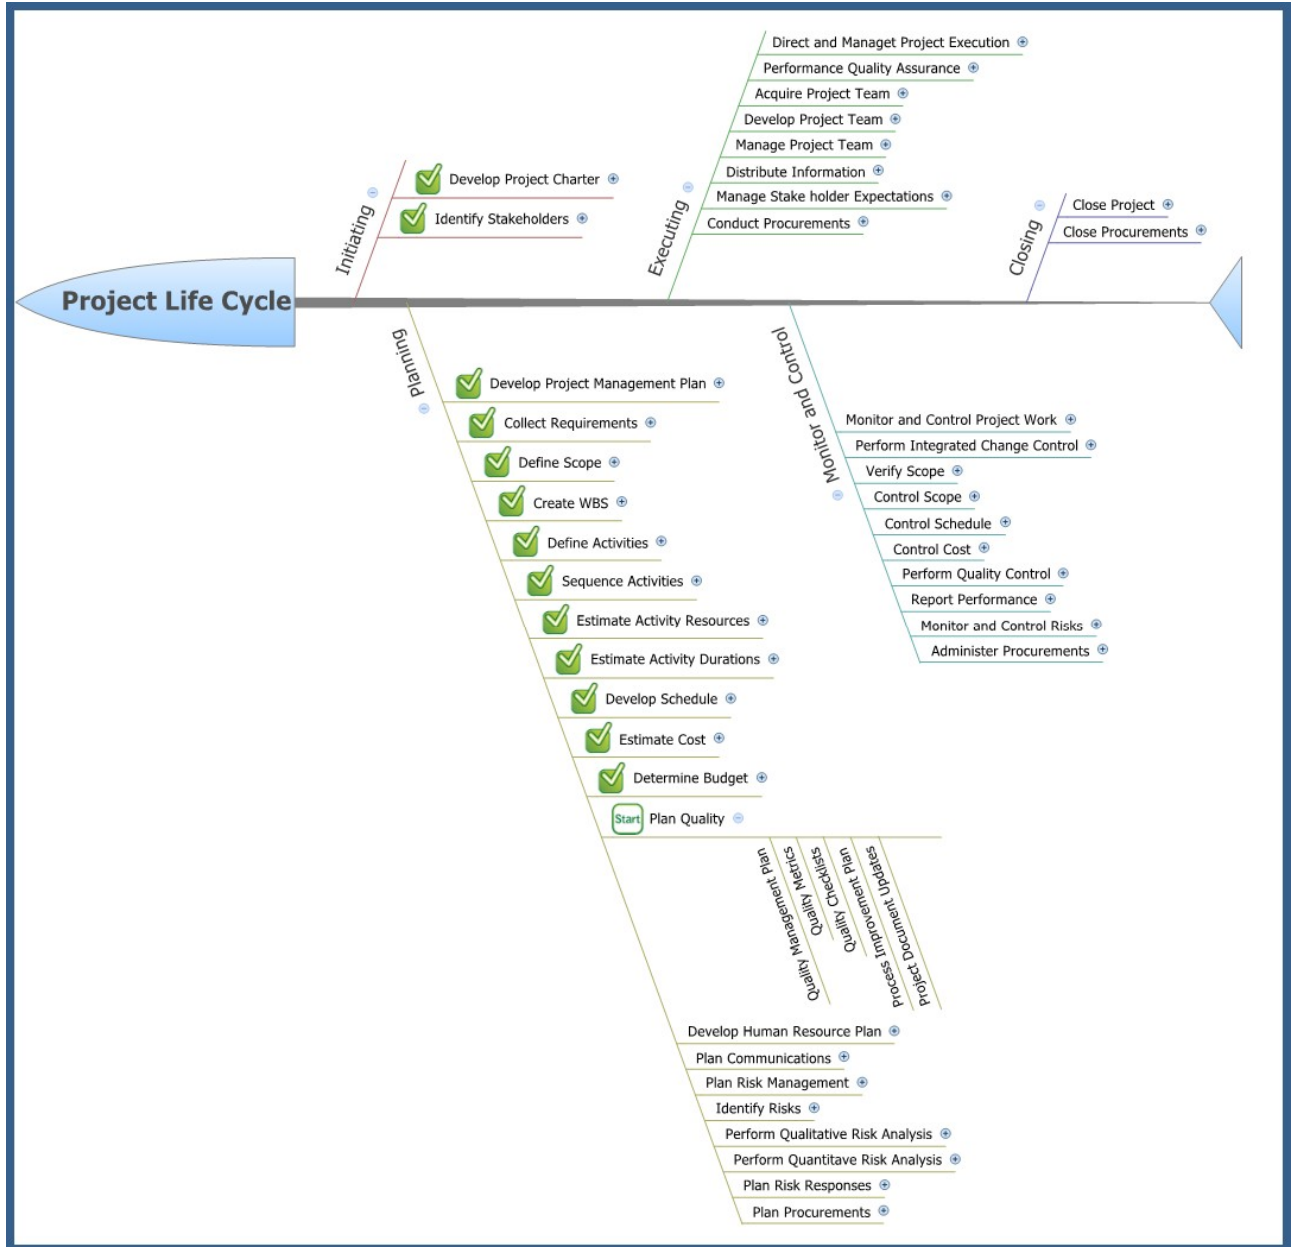 Project Life Cycle
Initiating
Develop Project Charter
Identify Stakeholders
Executing
Direct and Managet Project Execution
Performance Quality Assurance
Acquire Project Team
Develop Project Team
Manage Project Team
Distribute Information
Manage Stake holder Expectations
Conduct Procurements
Closing
Close Project
Close Procurements
Planning
Develop Project Management Plan
Collect Requirements
Define Scope
Create WBS
Define Activities
Sequence Activities
Estimate Activity Resources
Estimate Activity Durations
Develop Schedule
Estimate Cost
Determine Budget
Start Plan Quality
Quality Management Plan
Quality Metrics
Quality Checklists
Process Improvement Plan
Project Document Updates
Develop Human Resource Plan
Plan Communications
Plan Risk Management
Identify Risks
Perform Qualitative Risk Analysis
Perform Quantitave Risk Analysis
Plan Risk Responses
Plan Procurements
Monitor and Control
Monitor and Control Project Work
Perform Integrated Change Control
Verify Scope
Control Scope
Control Schedule
Control Cost
Perform Quality Control
Report Performance
Monitor and Control Risks
Administer Procurements